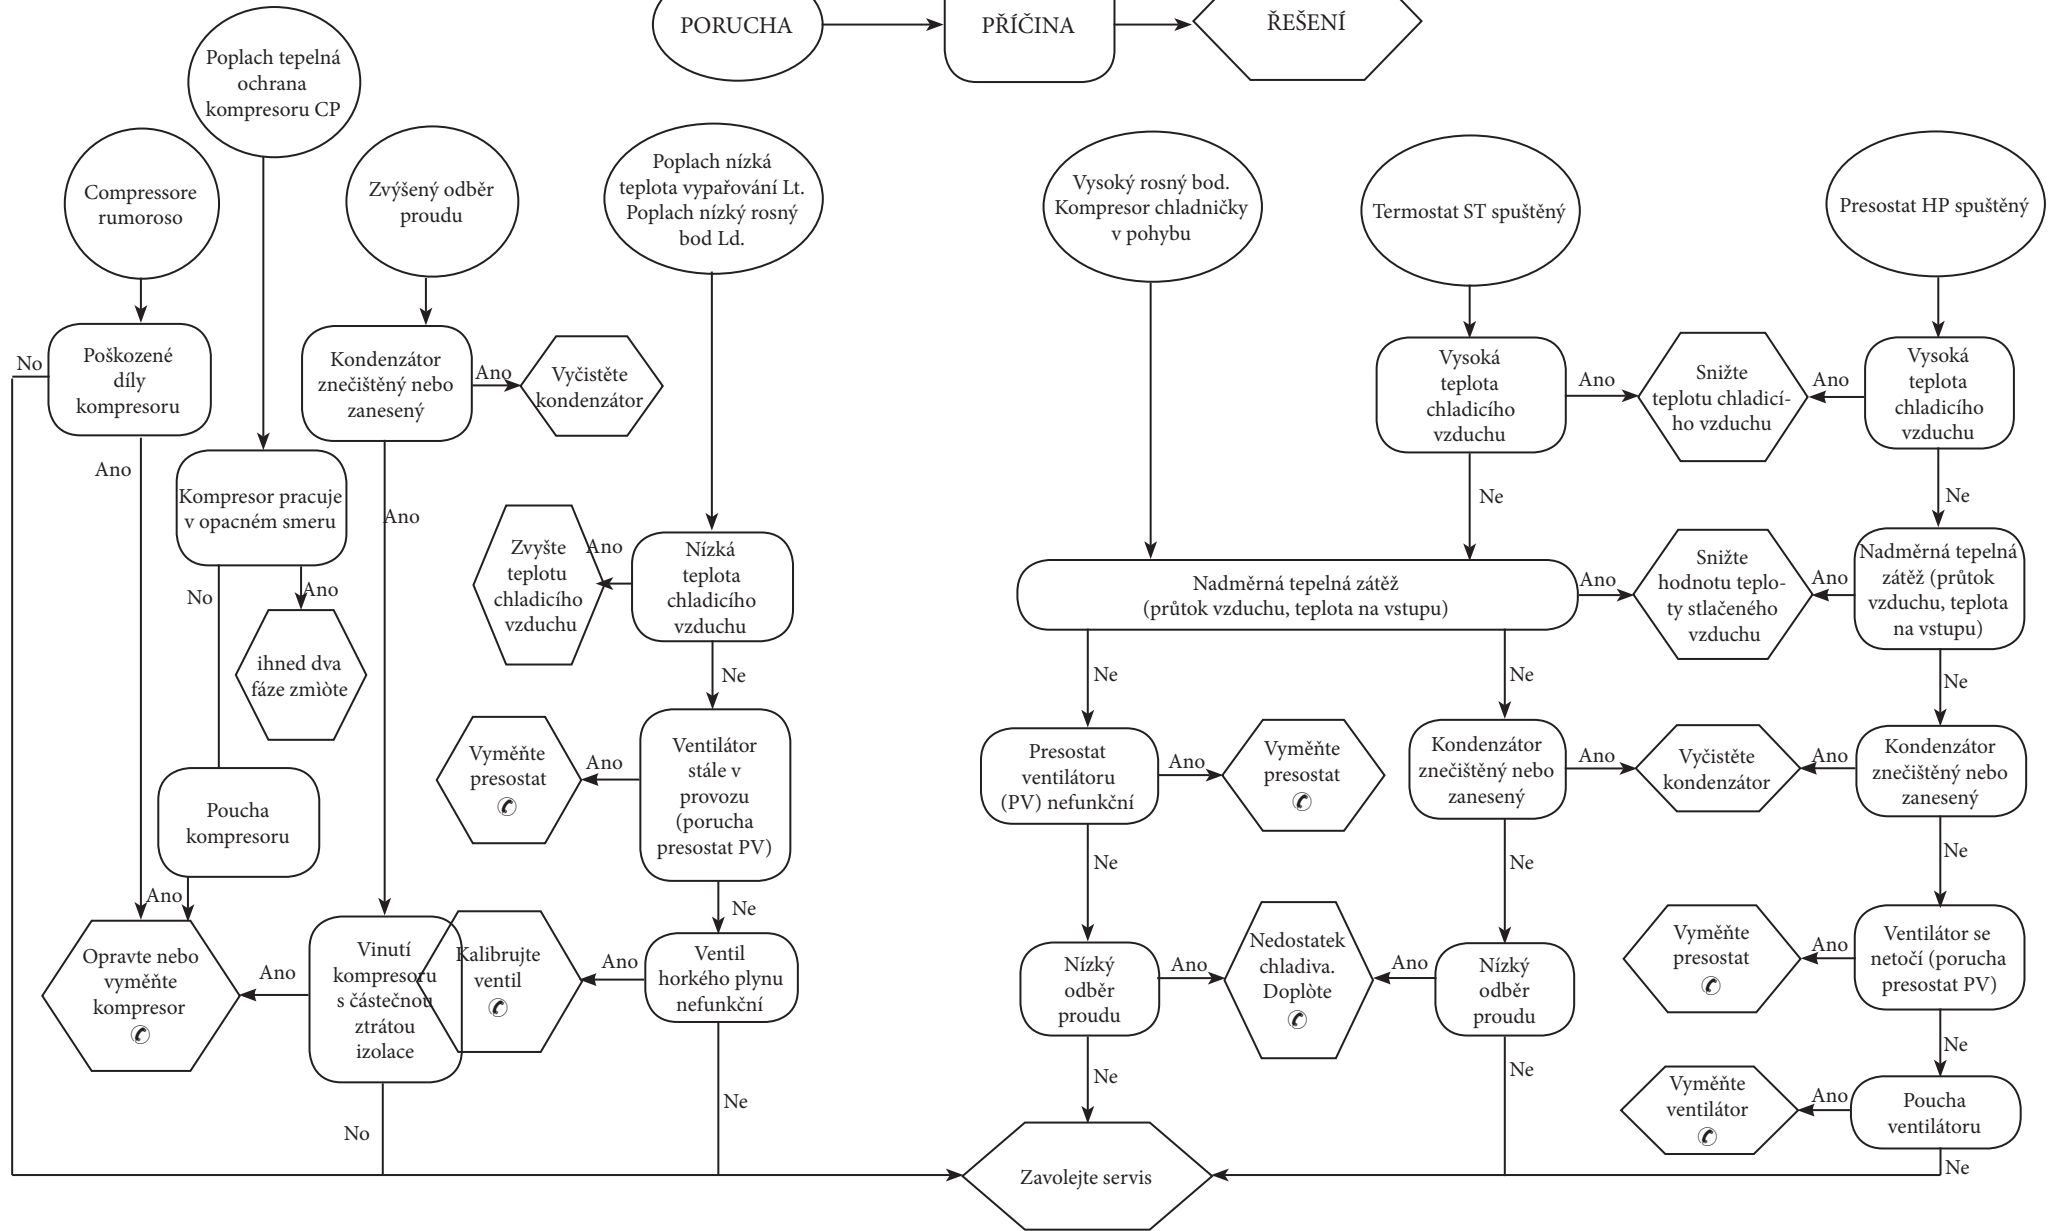 PORUCHA
PŘÍČINA
ŘEŠENÍ
Poplach tepelná
ochrana
kompresoru CP
Compressore
rumoroso
Zvýšený odběr
proudu
Poplach nízká
teplota vypařování Lt.
Poplach nízký rosný
bod Ld.
Vysoký rosný bod.
Kompresor chladničky
v pohybu
Termostat ST spuštěný
Presostat HP spuštěný
No
Poškozené
díly
kompresoru
Ano
Kondenzátor
znečištěný nebo
zanesený
Ano
Vyčistěte
kondenzátor
Ano
Vysoká
teplota
chladicího
vzduchu
Ano
Snižte
teplotu chladicí-
ho vzduchu
Ano
Vysoká
teplota
chladicího
vzduchu
Ne
Ne
Kompresor pracuje
v opacném smeru
No
Ano
ihned dva
fáze zmìòte
Zvyšte
teplotu
chladicího
vzduchu
Ano
Nízká
teplota
chladicího
vzduchu
Ne
Nadměrná tepelná zátěž
(průtok vzduchu, teplota na vstupu)
Ano
Snižte
hodnotu teplo-
ty stlačeného
vzduchu
Ano
Nadměrná tepelná
zátěž (průtok
vzduchu, teplota
na vstupu)
Ne
Ne
Ne
Poucha
kompresoru
Ano
Vyměňte
presostat
✆
Ano
Ventilátor
stále v
provozu
(porucha
presostat PV)
Ne
Presostat
ventilátoru
(PV) nefunkční
Ano
Vyměňte
presostat
✆
Ne
Kondenzátor
znečištěný nebo
zanesený
Ano
Vyčistěte
kondenzátor
Ano
Kondenzátor
znečištěný nebo
zanesený
Ne
Ne
Opravte nebo
vyměňte
kompresor
✆
Ano
Vinutí
kompresoru
s částečnou
ztrátou
izolace
No
Kalibrujte
ventil
✆
Ano
Ventil
horkého plynu
nefunkční
Ne
Nízký
odběr
proudu
Ano
Nedostatek
chladiva.
Doplòte
✆
Ano
Nízký
odběr
proudu
Ne
Ne
Vyměňte
presostat
✆
Ano
Ventilátor se
netočí (porucha
presostat PV)
Ne
Vyměňte
ventilátor
✆
Ano
Poucha
ventilátoru
Ne
Zavolejte servis